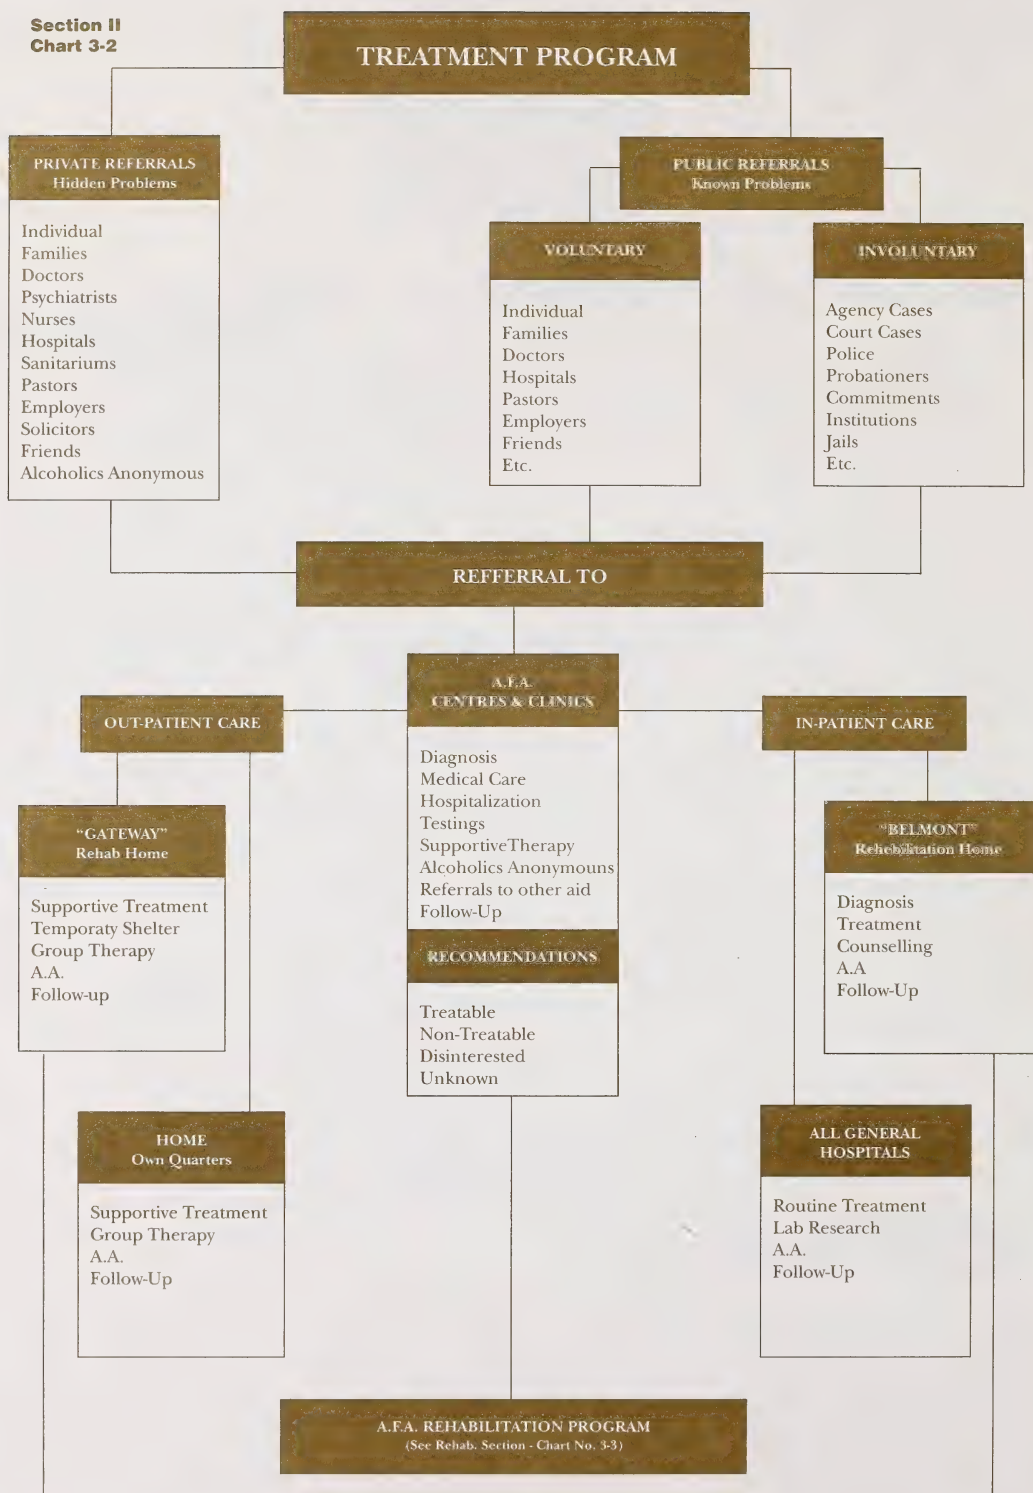 Section II
Chart 3-2
TREATMENT PROGRAM
PRIVATE REFERRALS
Hidden Problems
Individual
Families
Doctors
Psychiatrists
Nurses
Hospitals
Sanitariums
Pastors
Employers
Solicitors
Friends
Alcoholics Anonymous
PUBLIC REFERRALS
Known Problems
VOLUNTARY
Individual
Families
Doctors
Hospitals
Pastors
Employers
Friends
Etc.
INVOLUNTARY
Agency Cases
Court Cases
Police
Probationers
Commitments
Institutions
Jails
Etc.
REFFERRAL TO
A.F.A.
CENTRES & CLINICS
Diagnosis
Medical Care
Hospitalization
Testings
SupportiveTherapy
Alcoholics Anonymouns
Referrals to other aid
Follow-Up
RECOMMENDATIONS
Treatable
Non-Treatable
Disinterested
Unknown
OUT-PATIENT CARE
"GATEWAY"
Rehab Home
Supportive Treatment
Temporaty Shelter
Group Therapy
A.A.
Follow-up
HOME
Own Quarters
Supportive Treatment
Group Therapy
A.A.
Follow-Up
IN-PATIENT CARE
"BELMONT"
Rehebilitation Home
Diagnosis
Treatment
Counselling
A.A
Follow-Up
ALL GENERAL
HOSPITALS
Routine Treatment
Lab Research
A.A.
Follow-Up
A.F.A. REHABILITATION PROGRAM
(See Rehab. Section - Chart No. 3-3)